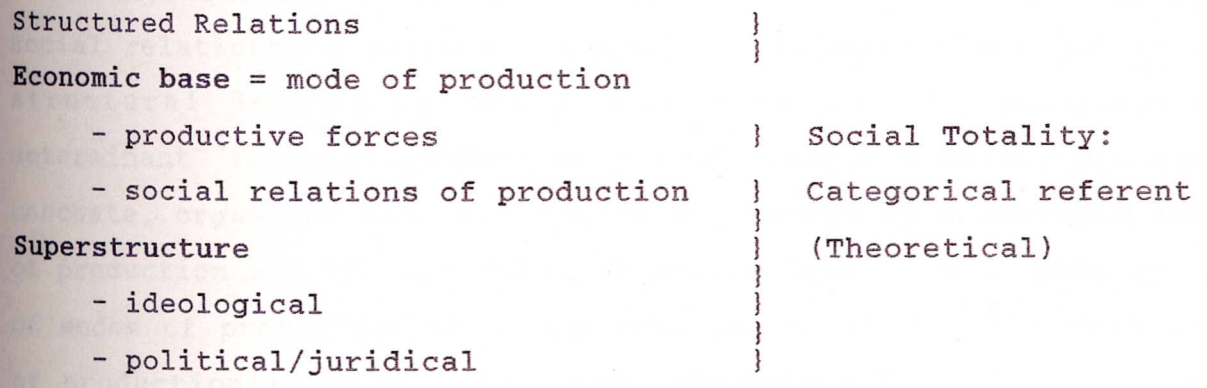 Structured Relations }
}
Economic base = mode of production
- productive forces } Social Totality:
- social relations of production } Categorical referent
}
Superstructure } (Theoretical)
}
- ideological }
}
- political/juridical }